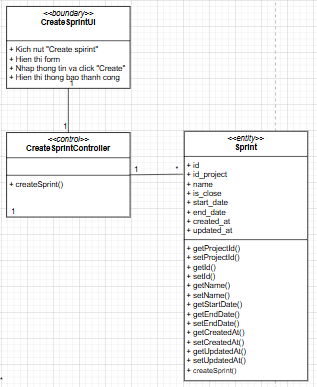 <<boundary>>
CreateSprintUI
+ Kich nut "Create spirint"
+ Hien thi form
+ Nhap thong tin va click "Create"
+ Hien thi thong bao thanh cong
1
1
<<control>>
CreateSprintController
+ createSprint()
1
1
*
<<entity>>
Sprint
+ id
+ id_project
+ name
+ is_close
+ start_date
+ end_date
+ created_at
+ updated_at
+ getProjectId()
+ setProjectId()
+ getId()
+ setId()
+ getName()
+ setName()
+ getStartDate()
+ getEndDate()
+ setEndDate()
+ getCreatedAt()
+ setCreatedAt()
+ getUpdatedAt()
+ setUpdatedAt()
+ createSprint()
*